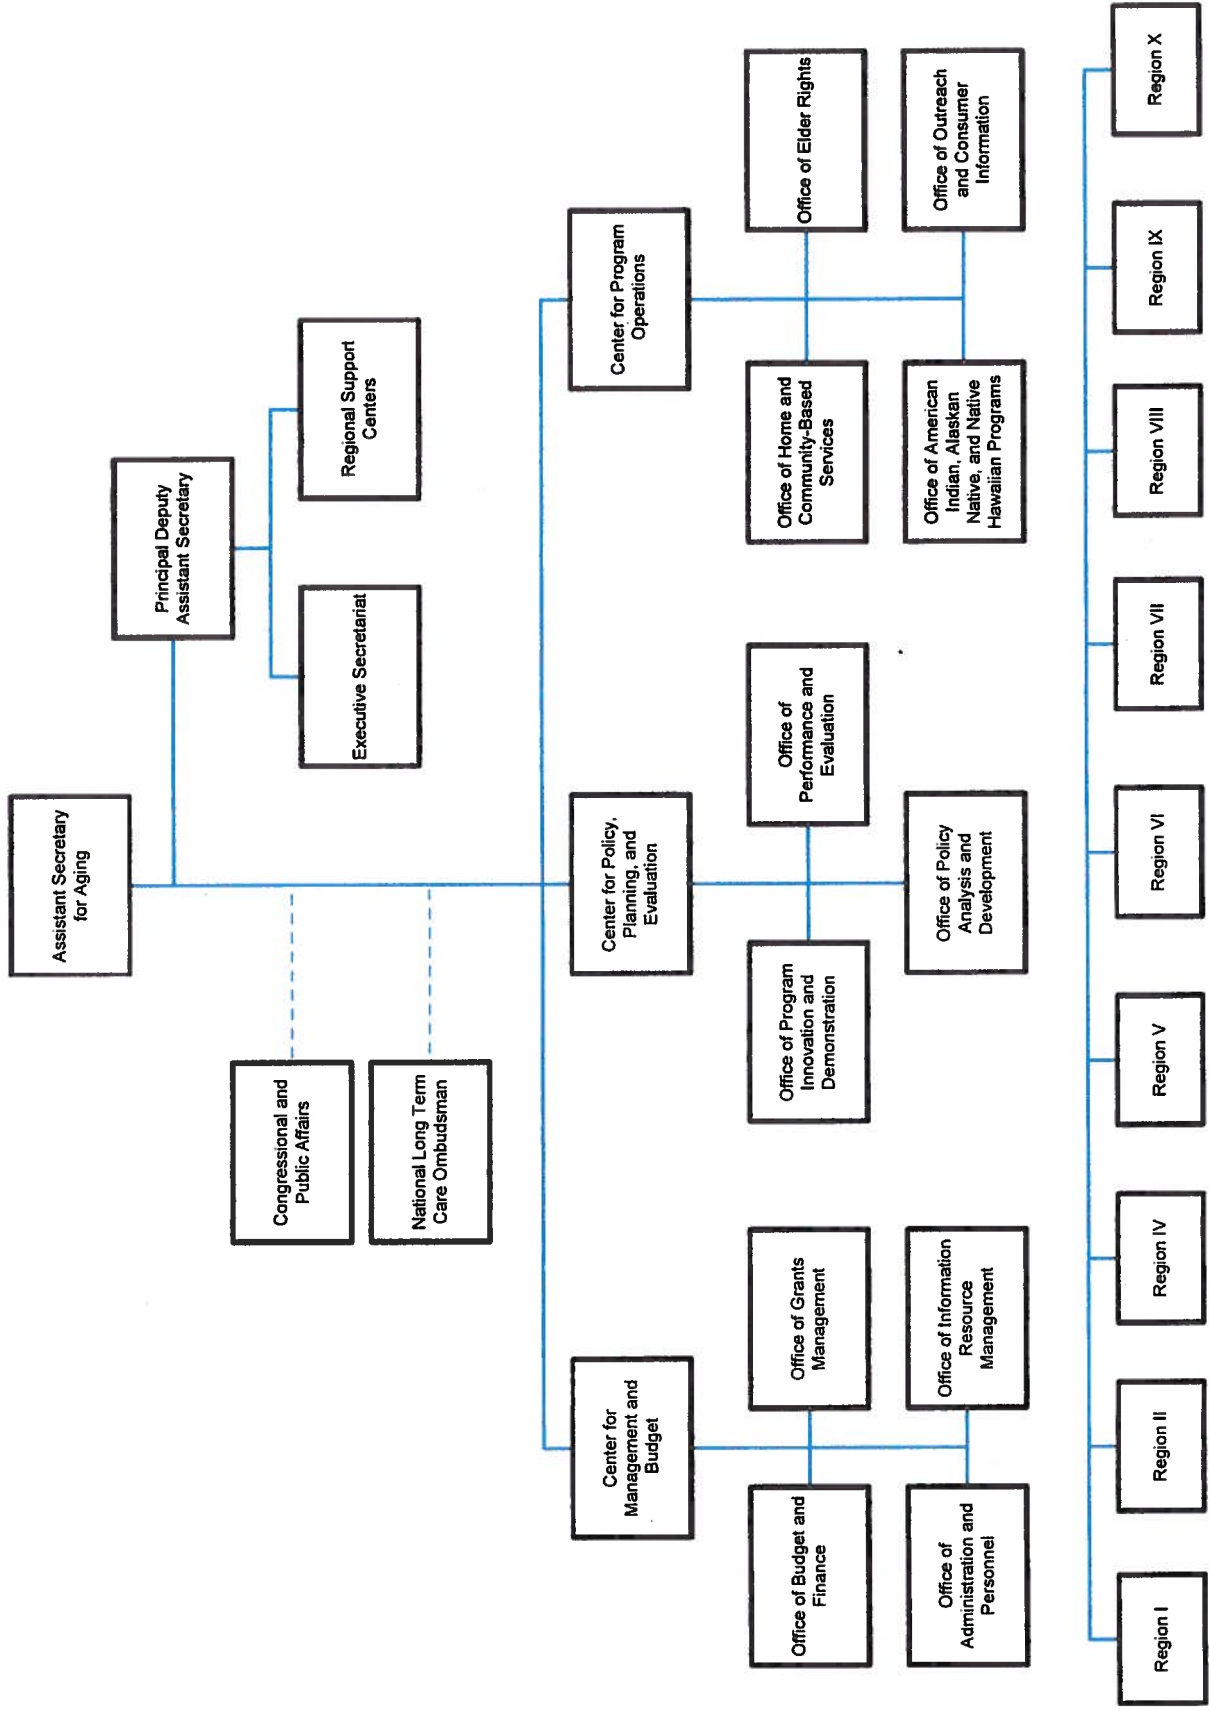 Assistant Secretary
for Aging
Principal Deputy
Assistant Secretary
Congressional and
Public Affairs
Executive Secretariat
Regional Support
Centers
National Long Term
Care Ombudsman
Center for
Management and
Budget
Center for Policy,
Planning, and
Evaluation
Center for Program
Operations
Office of Budget and
Finance
Office of Grants
Management
Office of Program
Innovation and
Demonstration
Office of
Performance and
Evaluation
Office of Home and
Community-Based
Services
Office of Elder Rights
Office of
Administration and
Personnel
Office of Information
Resource
Management
Office of Policy
Analysis and
Development
Office of American
Indian, Alaskan
Native, and Native
Hawaiian Programs
Office of Outreach
and Consumer
Information
Region I
Region II
Region IV
Region V
Region VI
Region VII
Region VIII
Region IX
Region X